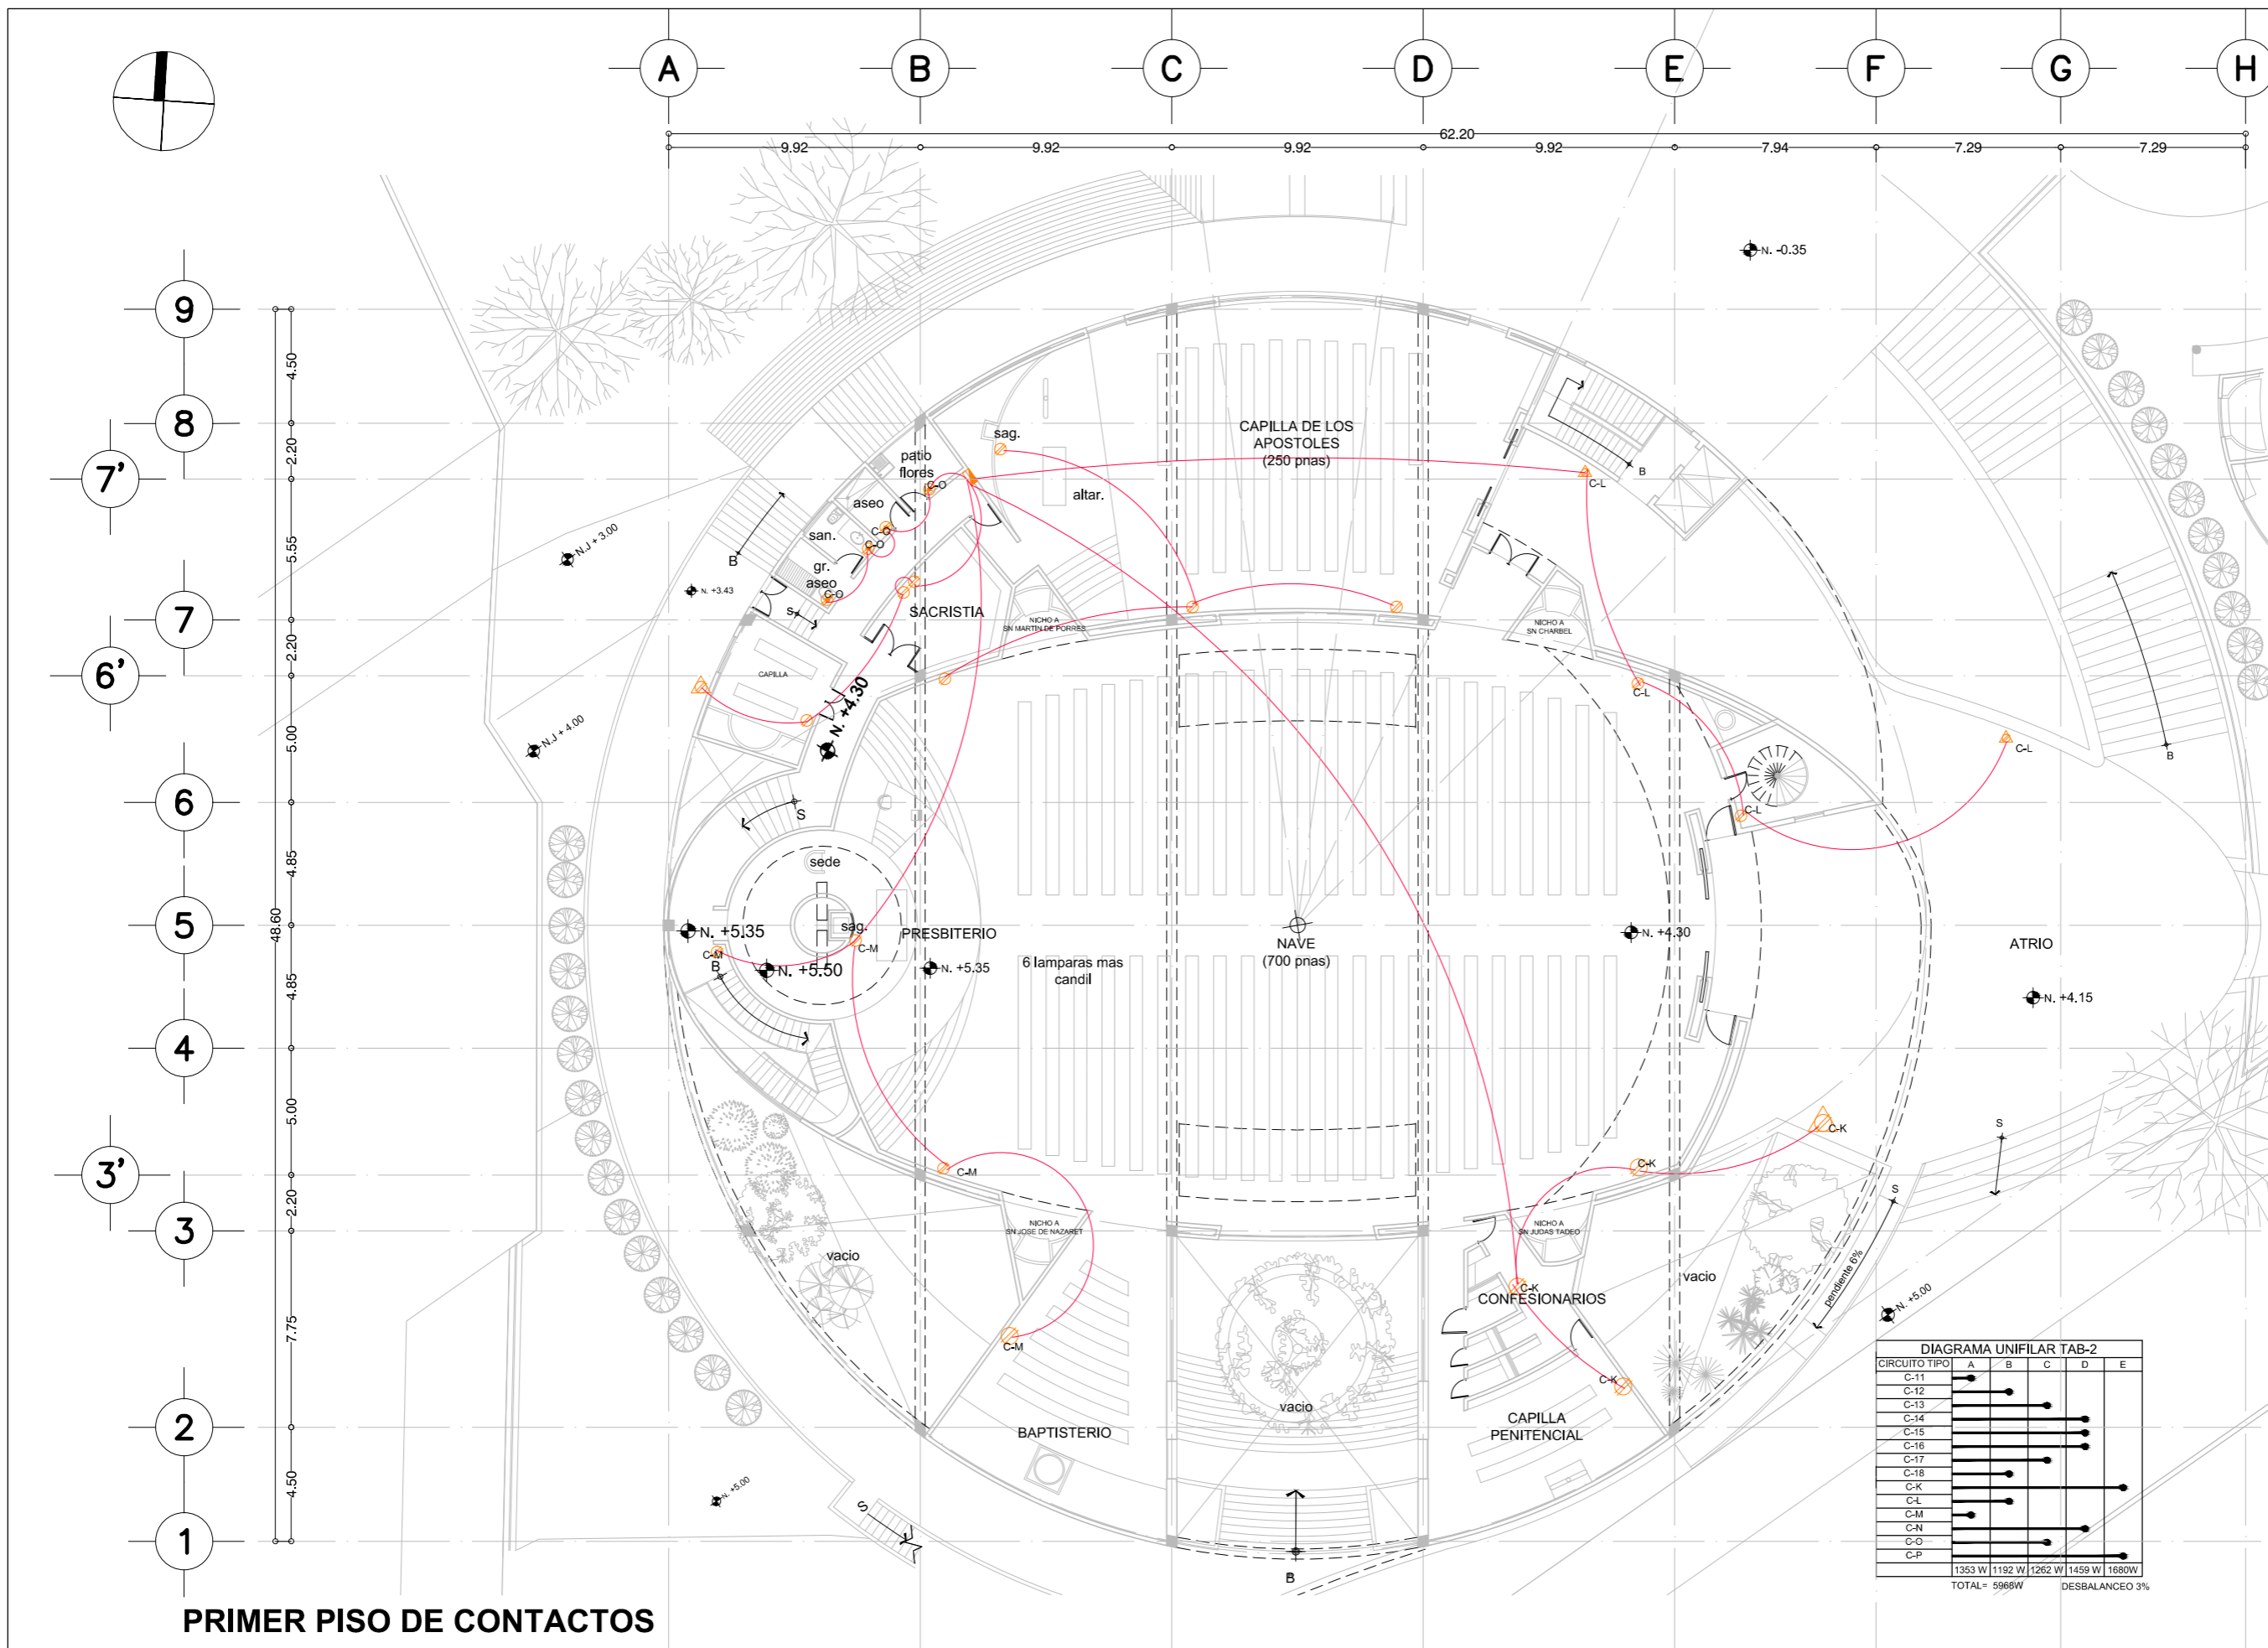 A B C D E F G H
62.20
9.92 9.92 9.92 9.92 7.94 7.29 7.29
N. -0.35
9
4.50
8
2.20
7’
5.55
7
2.20
6’
5.00
6
4.85
5
48.60
4.85
4
5.00
3’
2.20
3
7.75
2
4.50
1
CAPILLA DE LOS
APOSTOLES
(250 pnas)
sag.
patio
flores
C-O
altar.
aseo
C-O
san.
C-O
gr.
aseo
C-O
B
S
B
C-L
N.J + 3.00
N. +3.43
SACRISTIA
NICHO A
SN MARTIN DE PORRES
NICHO A
SN CHARBEL
CAPILLA
N. +4.30
N.J + 4.00
C-L
C-L
C-L
B
S
sede
sag.
C-M
N. +5.35
C-M
B
N. +5.50
PRESBITERIO
N. +5.35
6 lamparas mas
candil
NAVE
(700 pnas)
N. +4.30
ATRIO
N. +4.15
C-K
S
C-M
C-K
S
NICHO A
SN JOSE DE NAZARET
NICHO A
SN JUDAS TADEO
vacio
vacio
pendiente 6%
N. +5.00
C-K
CONFESIONARIOS
C-M
C-K
vacio
BAPTISTERIO
CAPILLA
PENITENCIAL
N. +5.00
S
B
DIAGRAMA UNIFILAR TAB-2
CIRCUITO TIPO A B C D E
C-11
C-12
C-13
C-14
C-15
C-16
C-17
C-18
C-K
C-L
C-M
C-N
C-O
C-P
1353 W 1192 W 1262 W 1459 W 1680W
TOTAL= 5968W DESBALANCEO 3%
PRIMER PISO DE CONTACTOS